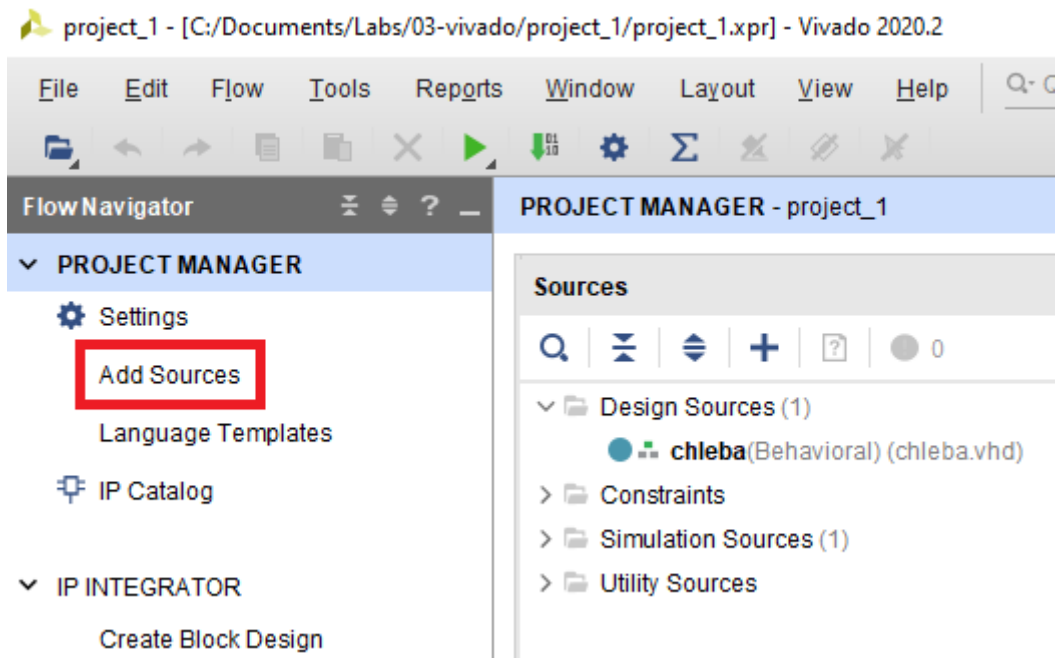 project_1 - [C:/Documents/Labs/03-vivado/project_1/project_1.xpr] - Vivado 2020.2
File Edit Flow Tools Reports Window Layout View Help
Flow Navigator ?
PROJECT MANAGER - project_1
PROJECT MANAGER
Settings
Add Sources
Language Templates
IP Catalog
IP INTEGRATOR
Create Block Design
Sources
? 0
Design Sources (1)
chleba(Behavioral) (chleba.vhd)
Constraints
Simulation Sources (1)
Utility Sources